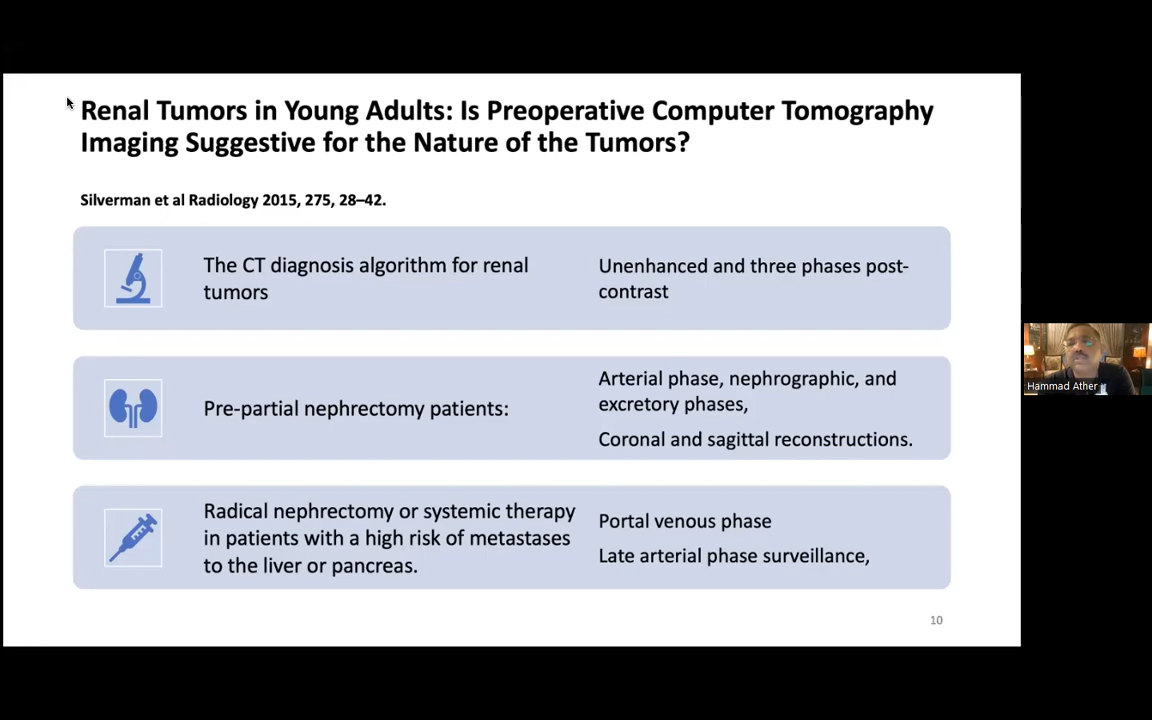 Renal Tumors in Young Adults: Is Preoperative Computer Tomography
Imaging Suggestive for the Nature of the Tumors?
Silverman et al Radiology 2015, 275, 28–42.
The CT diagnosis algorithm for renal
tumors
Unenhanced and three phases post-
contrast
Pre-partial nephrectomy patients:
Arterial phase, nephrographic, and
excretory phases,
Coronal and sagittal reconstructions.
Radical nephrectomy or systemic therapy
in patients with a high risk of metastases
to the liver or pancreas.
Portal venous phase
Late arterial phase surveillance,
10
Hammad Ather